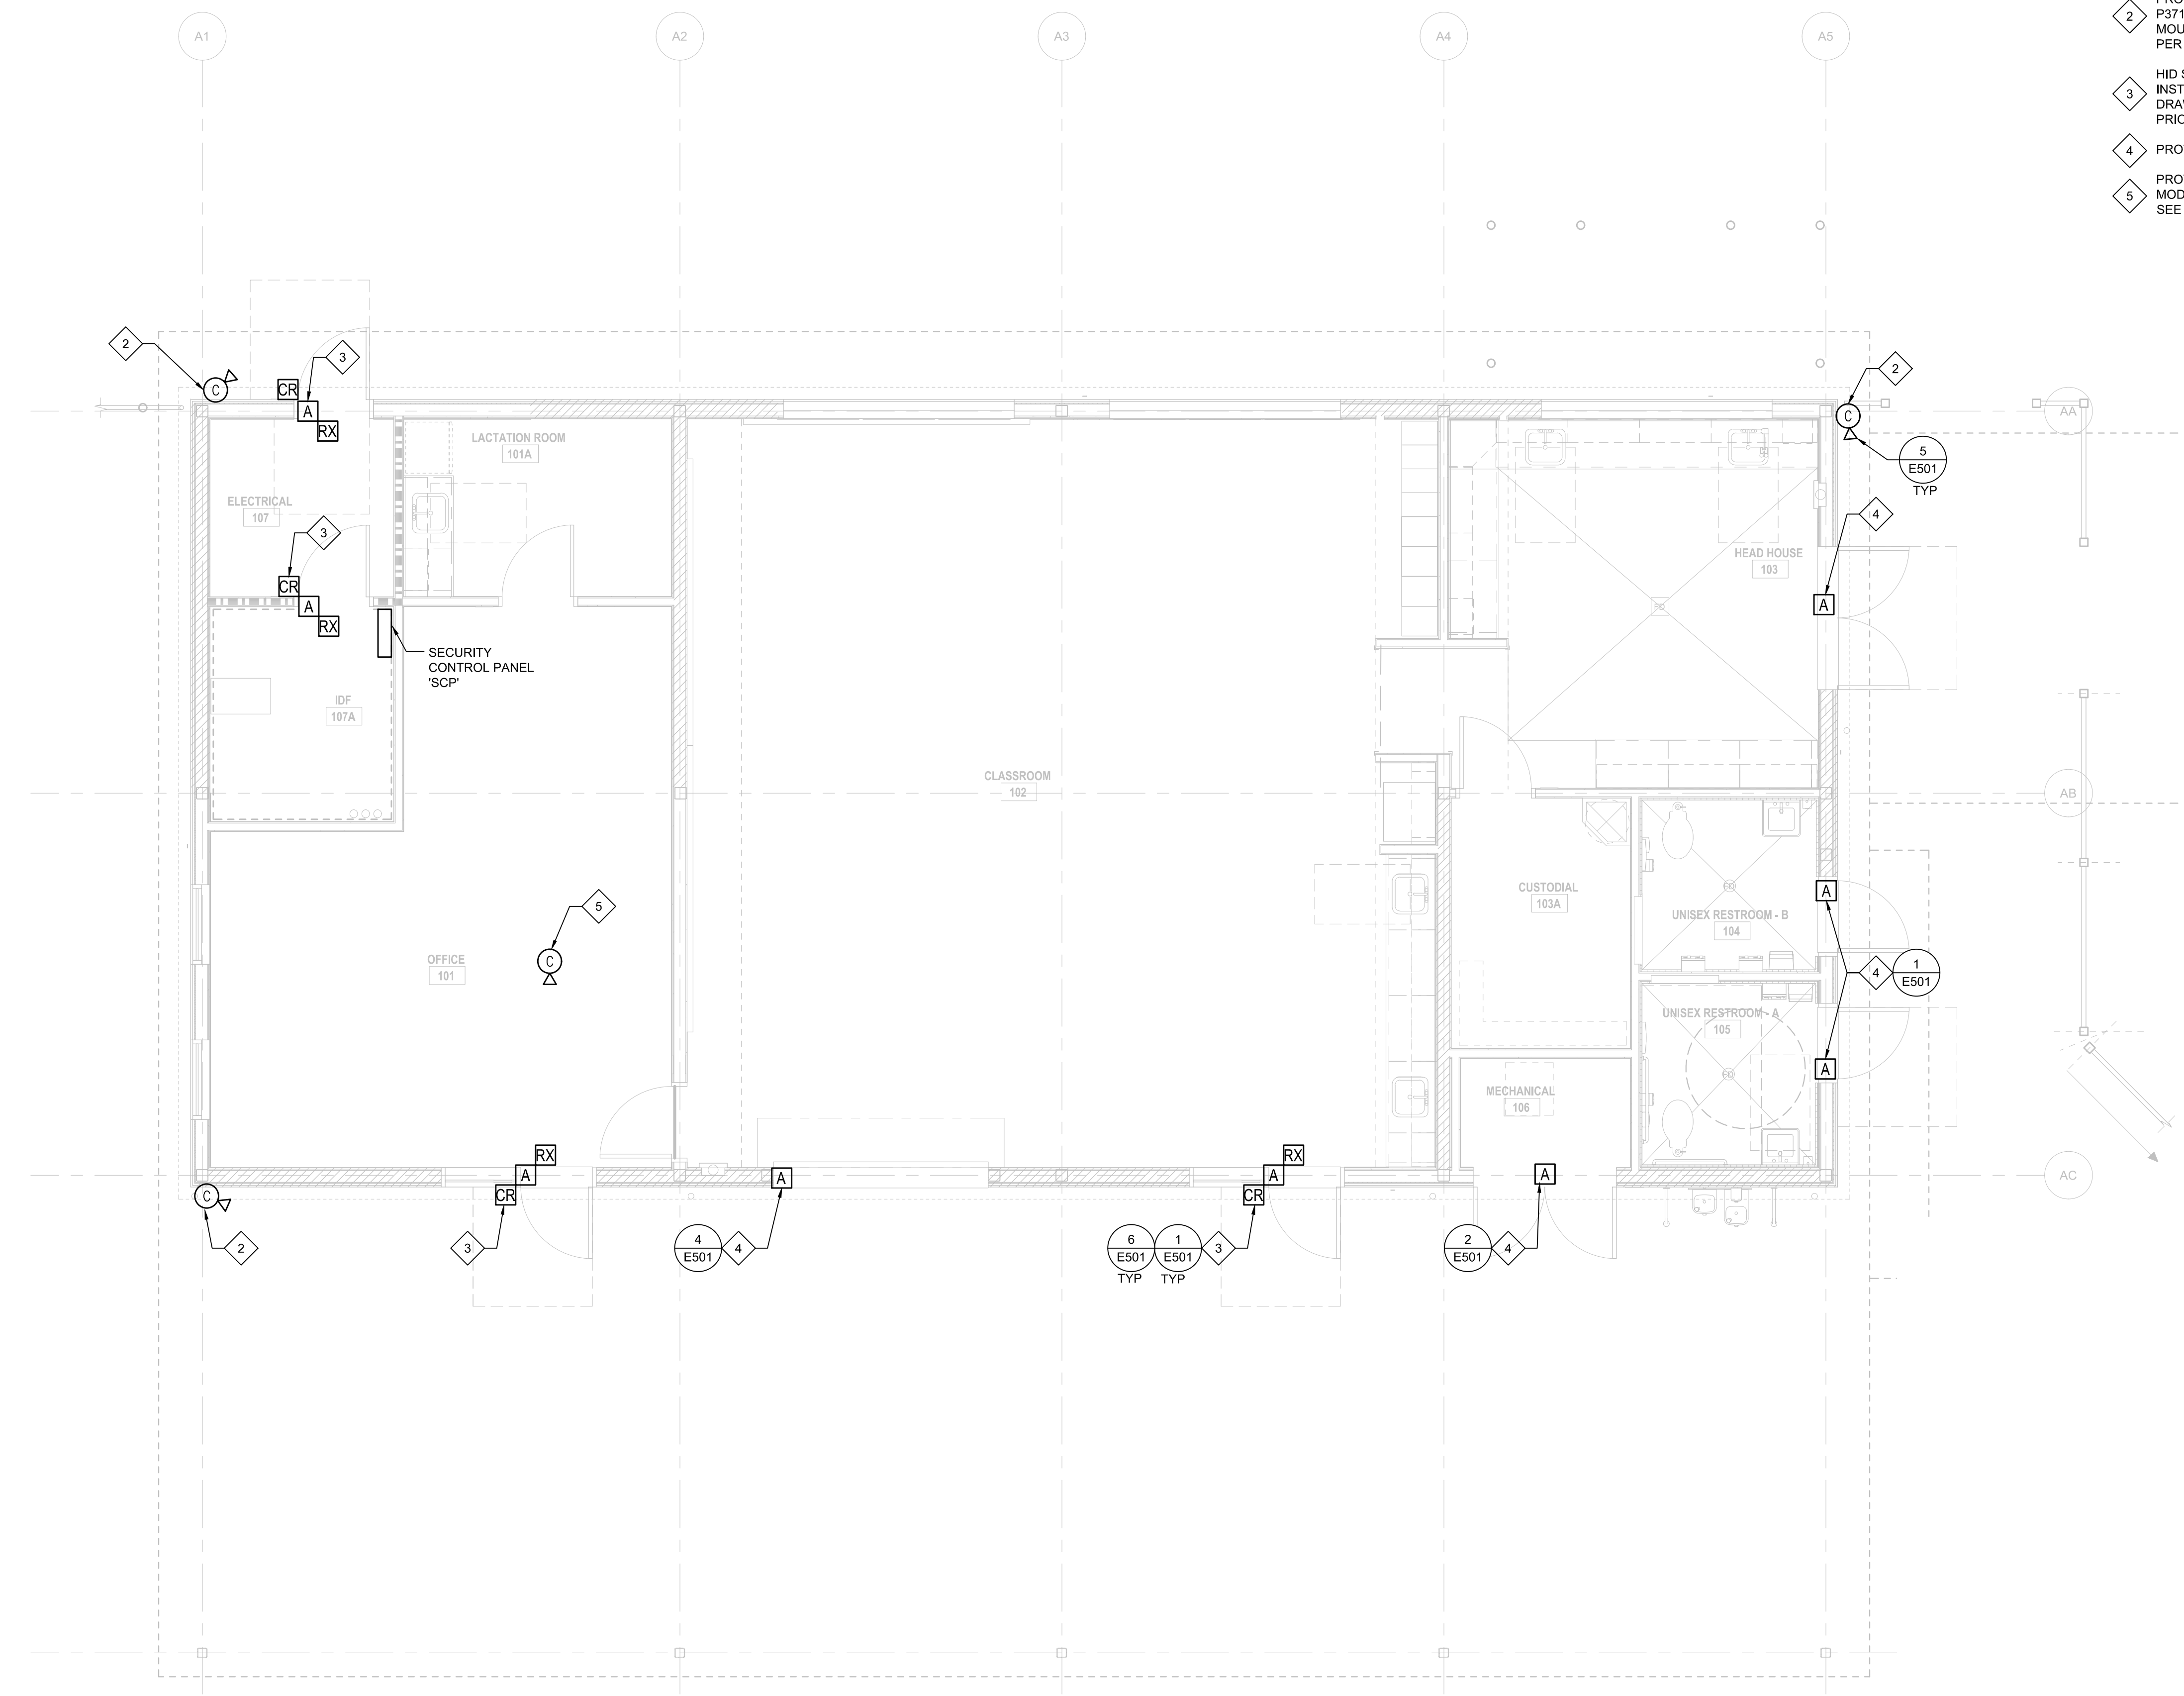 A1
A2
A3
A4
A5
2
P371
MOU
PER
HID S
3
INST
PRIO
4
PRO
PRO
5
MOD
SEE
2
3
CR
C
A
RX
LACTATION ROOM
101A
ELECTRICAL
107
3
CR
A
RX
SECURITY
CONTROL PANEL
'SCP'
IDF
107A
2
C
AA
5
E501
TYP
4
HEAD HOUSE
103
A
FD
CLASSROOM
102
AB
CUSTODIAL
103A
FD
UNISEX RESTROOM - B
104
A
5
C
OFFICE
101
4
1
E501
UNISEX RESTROOM - A
105
FD
A
MECHANICAL
106
RX
A
CR
C
2
3
A
4
E501
4
RX
A
CR
6
E501
TYP
1
E501
TYP
3
A
2
E501
4
AC